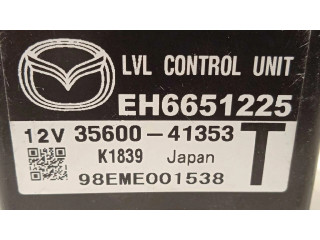 LVL CONTROL UNIT
EH6651225
12V 35600-41353 T
K1839 Japan
98EME001538